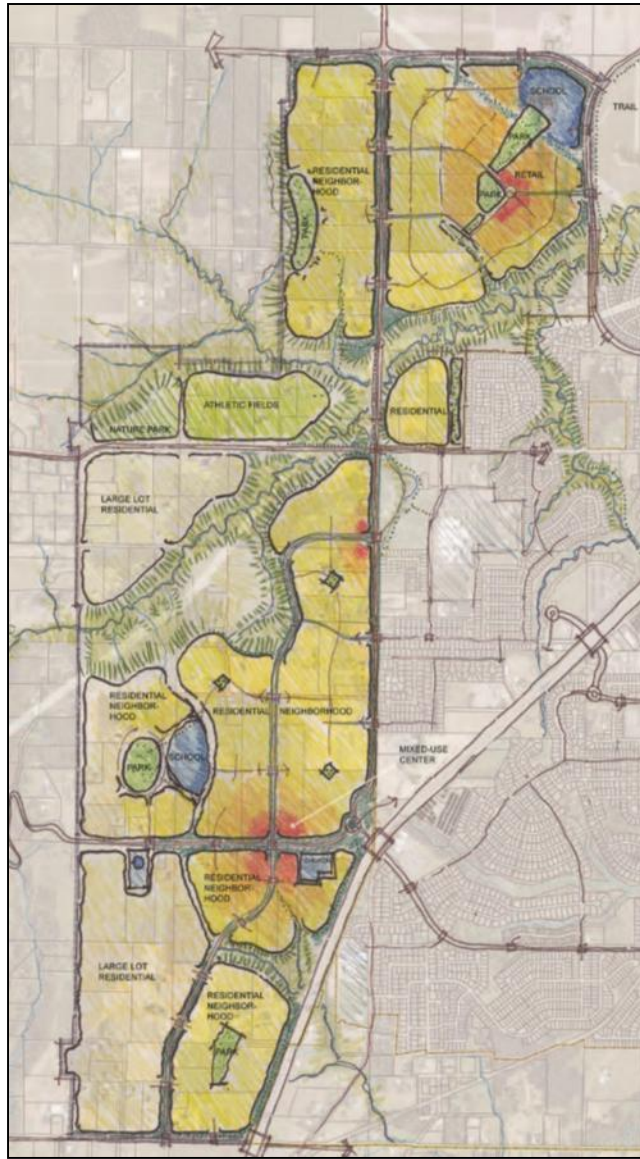 SCHOOL
TRAIL
PARK
RESIDENTIAL
NEIGHBOR-
HOOD
RETAIL
PARK
PARK
ATHLETIC FIELDS
RESIDENTIAL
NATURE PARK
LARGE LOT
RESIDENTIAL
RESIDENTIAL
NEIGHBOR-
HOOD
RESIDENTIAL NEIGHBORHOOD
MIXED-USE
CENTER
PARK
SCHOOL
RESIDENTIAL
NEIGHBOR-
HOOD
LARGE LOT
RESIDENTIAL
RESIDENTIAL
NEIGHBOR-
HOOD
PARK